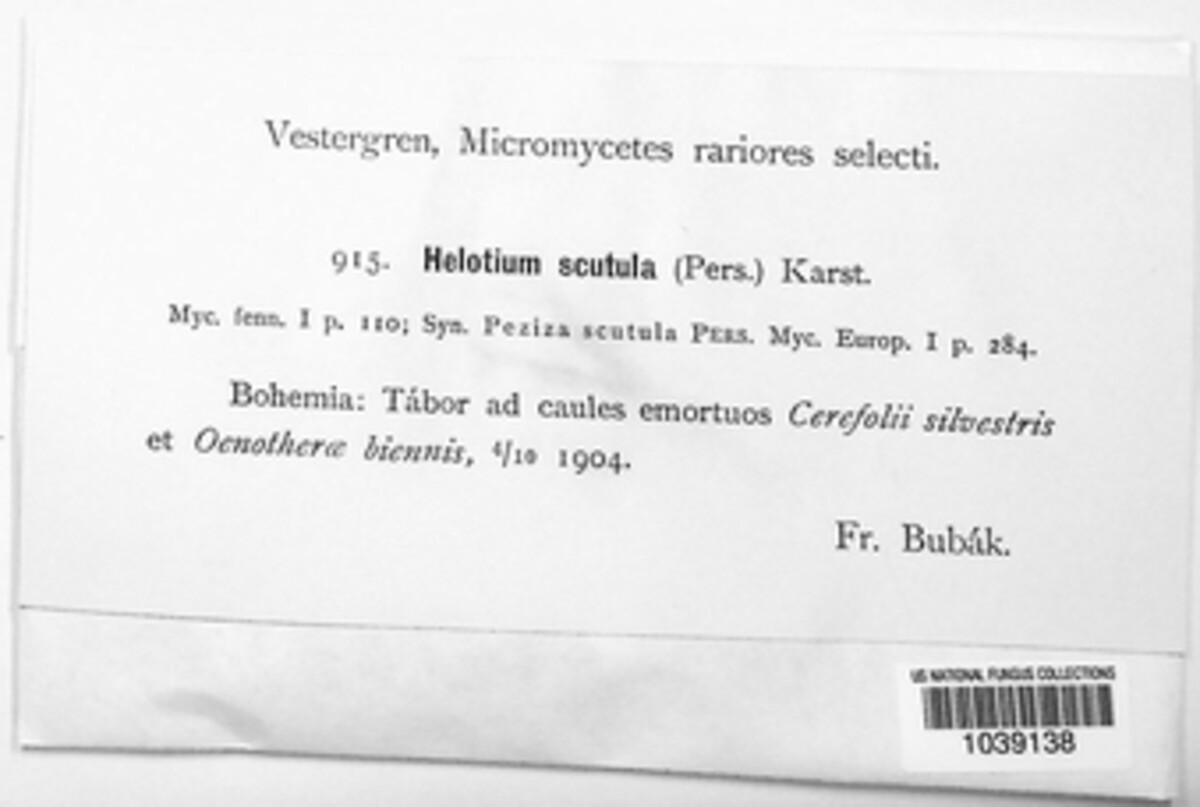 Vestergren, Micromycetes rariores selecti.
915. Helotium scutula (Pers.) Karst.
Myc. fenn. I p. 110; Syn. Peziza scutula PERS. Myc. Europ. I p. 284.
Bohemia: Tábor ad caules emortuos Cerefolii silvestris
et Oenotheræ biennis, 4/10 1904.
Fr. Bubák.
US NATIONAL FUNGUS COLLECTIONS
1039138